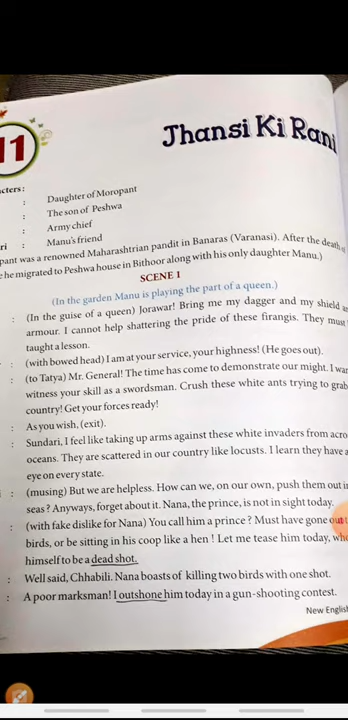 11
Jhansi Ki Rani
cters :
: Daughter of Moropant
: The son of Peshwa
: Army chief
ri : Manu's friend
pant was a renowned Maharashtrian pandit in Banaras (Varanasi). After the death
he migrated to Peshwa house in Bithoor along with his only daughter Manu.)
SCENE 1
(In the garden Manu is playing the part of a queen.)
: (In the guise of a queen) Jorawar! Bring me my dagger and my shield
armour. I cannot help shattering the pride of these firangis. They must
taught a lesson.
: (with bowed head) I am at your service, your highness! (He goes out).
: (to Tatya) Mr. General! The time has come to demonstrate our might. I
witness your skill as a swordsman. Crush these white ants trying to grab
country! Get your forces ready!
: As you wish, (exit).
: Sundari, I feel like taking up arms against these white invaders from acro
oceans. They are scattered in our country like locusts. I learn they have
eye on every state.
: (musing) But we are helpless. How can we, on our own, push them out
seas ? Anyways, forget about it. Nana, the prince, is not in sight today.
: (with fake dislike for Nana) You call him a prince ? Must have gone out
birds, or be sitting in his coop like a hen ! Let me tease him today,
himself to be a dead shot.
: Well said, Chhabili. Nana boasts of killing two birds with one shot.
: A poor marksman! I outshone him today in a gun-shooting contest.
New English